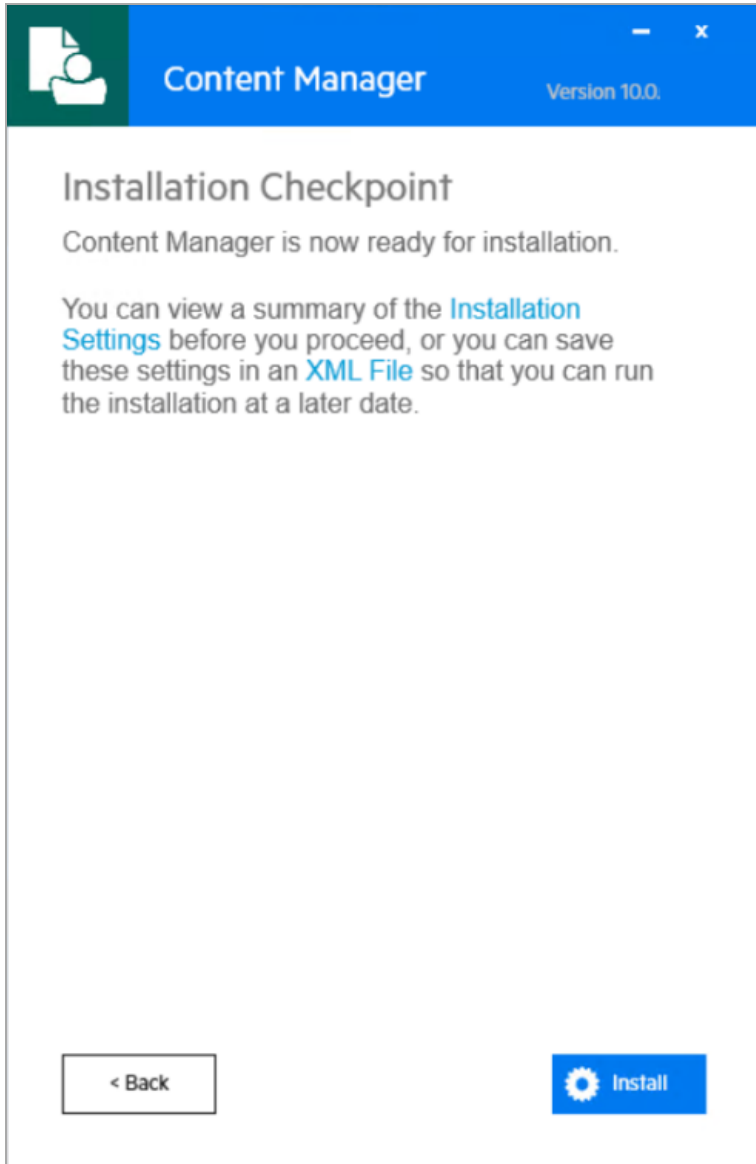 Content Manager
Version 10.0.
Installation Checkpoint
Content Manager is now ready for installation.
You can view a summary of the Installation
Settings before you proceed, or you can save
these settings in an XML File so that you can run
the installation at a later date.
< Back
Install